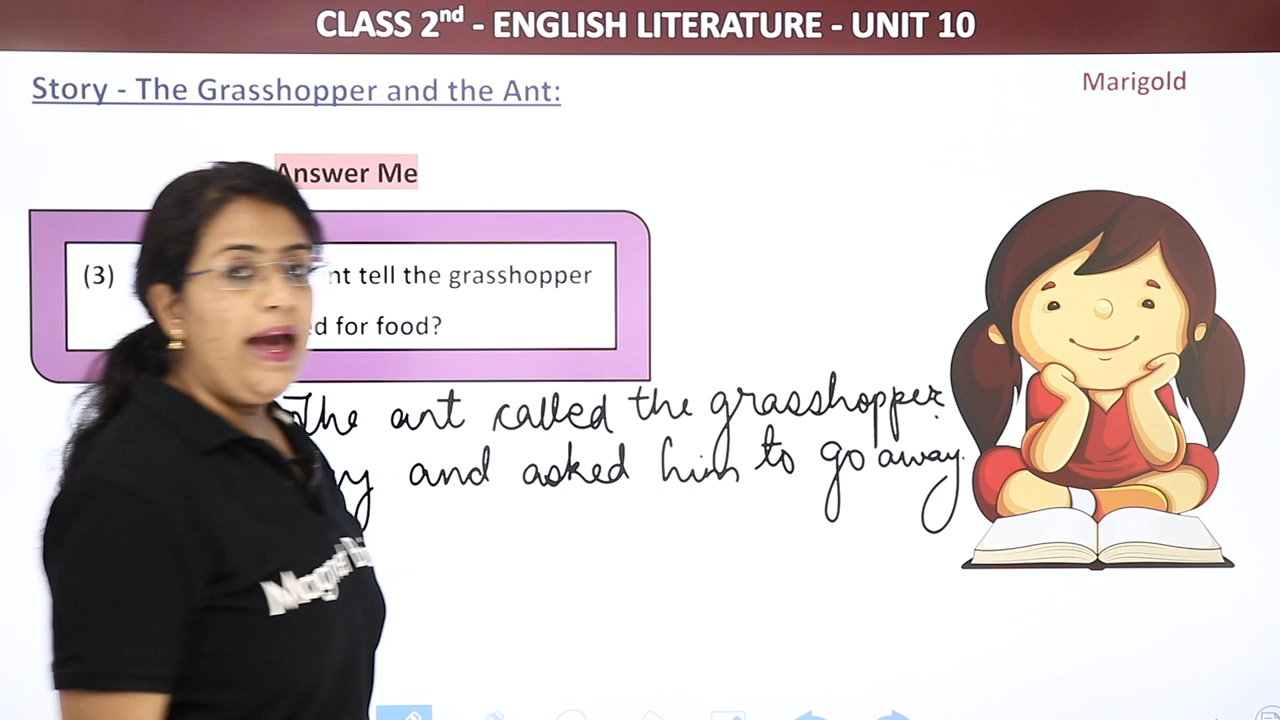 CLASS 2nd - ENGLISH LITERATURE - UNIT 10
Story - The Grasshopper and the Ant:
Marigold
Answer Me
(3) nt tell the grasshopper
ed for food?
The ant called the grasshopper
y and asked him to go away.